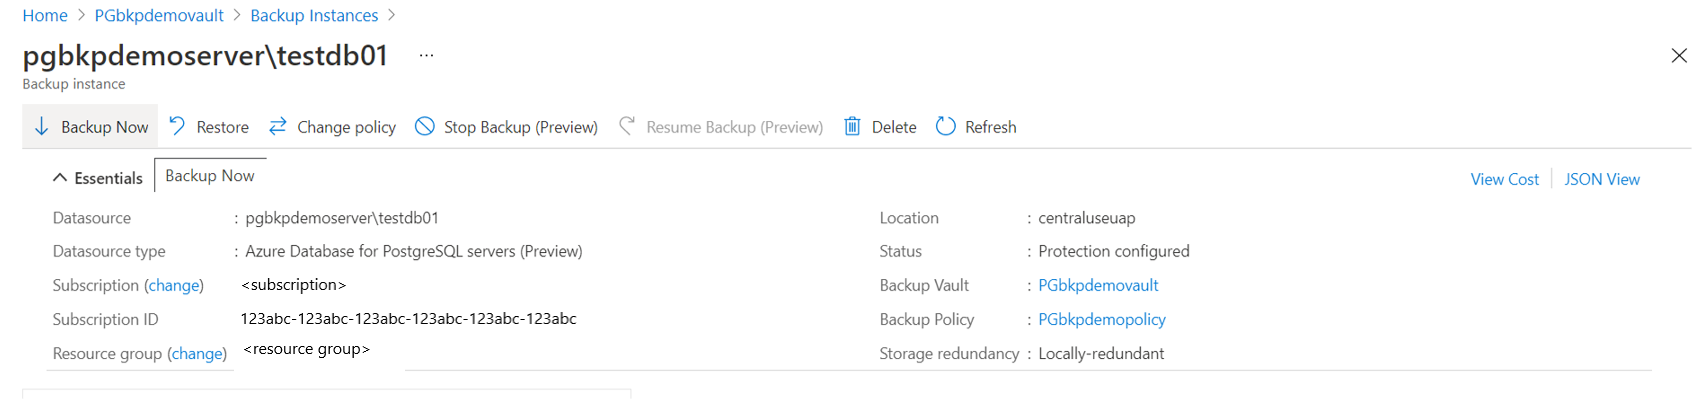 Home > PGbkpdemovault > Backup Instances >
pgbkpdemoserver\testdb01 ...
Backup instance
Backup Now Restore Change policy Stop Backup (Preview) Resume Backup (Preview) Delete Refresh
Essentials Backup Now View Cost JSON View
Datasource : pgbkpdemoserver\testdb01 Location : centraluseuap
Datasource type : Azure Database for PostgreSQL servers (Preview) Status : Protection configured
Subscription (change) <subscription> Backup Vault : PGbkpdemovault
Subscription ID 123abc-123abc-123abc-123abc-123abc-123abc Backup Policy : PGbkpdemopolicy
Resource group (change) <resource group> Storage redundancy : Locally-redundant